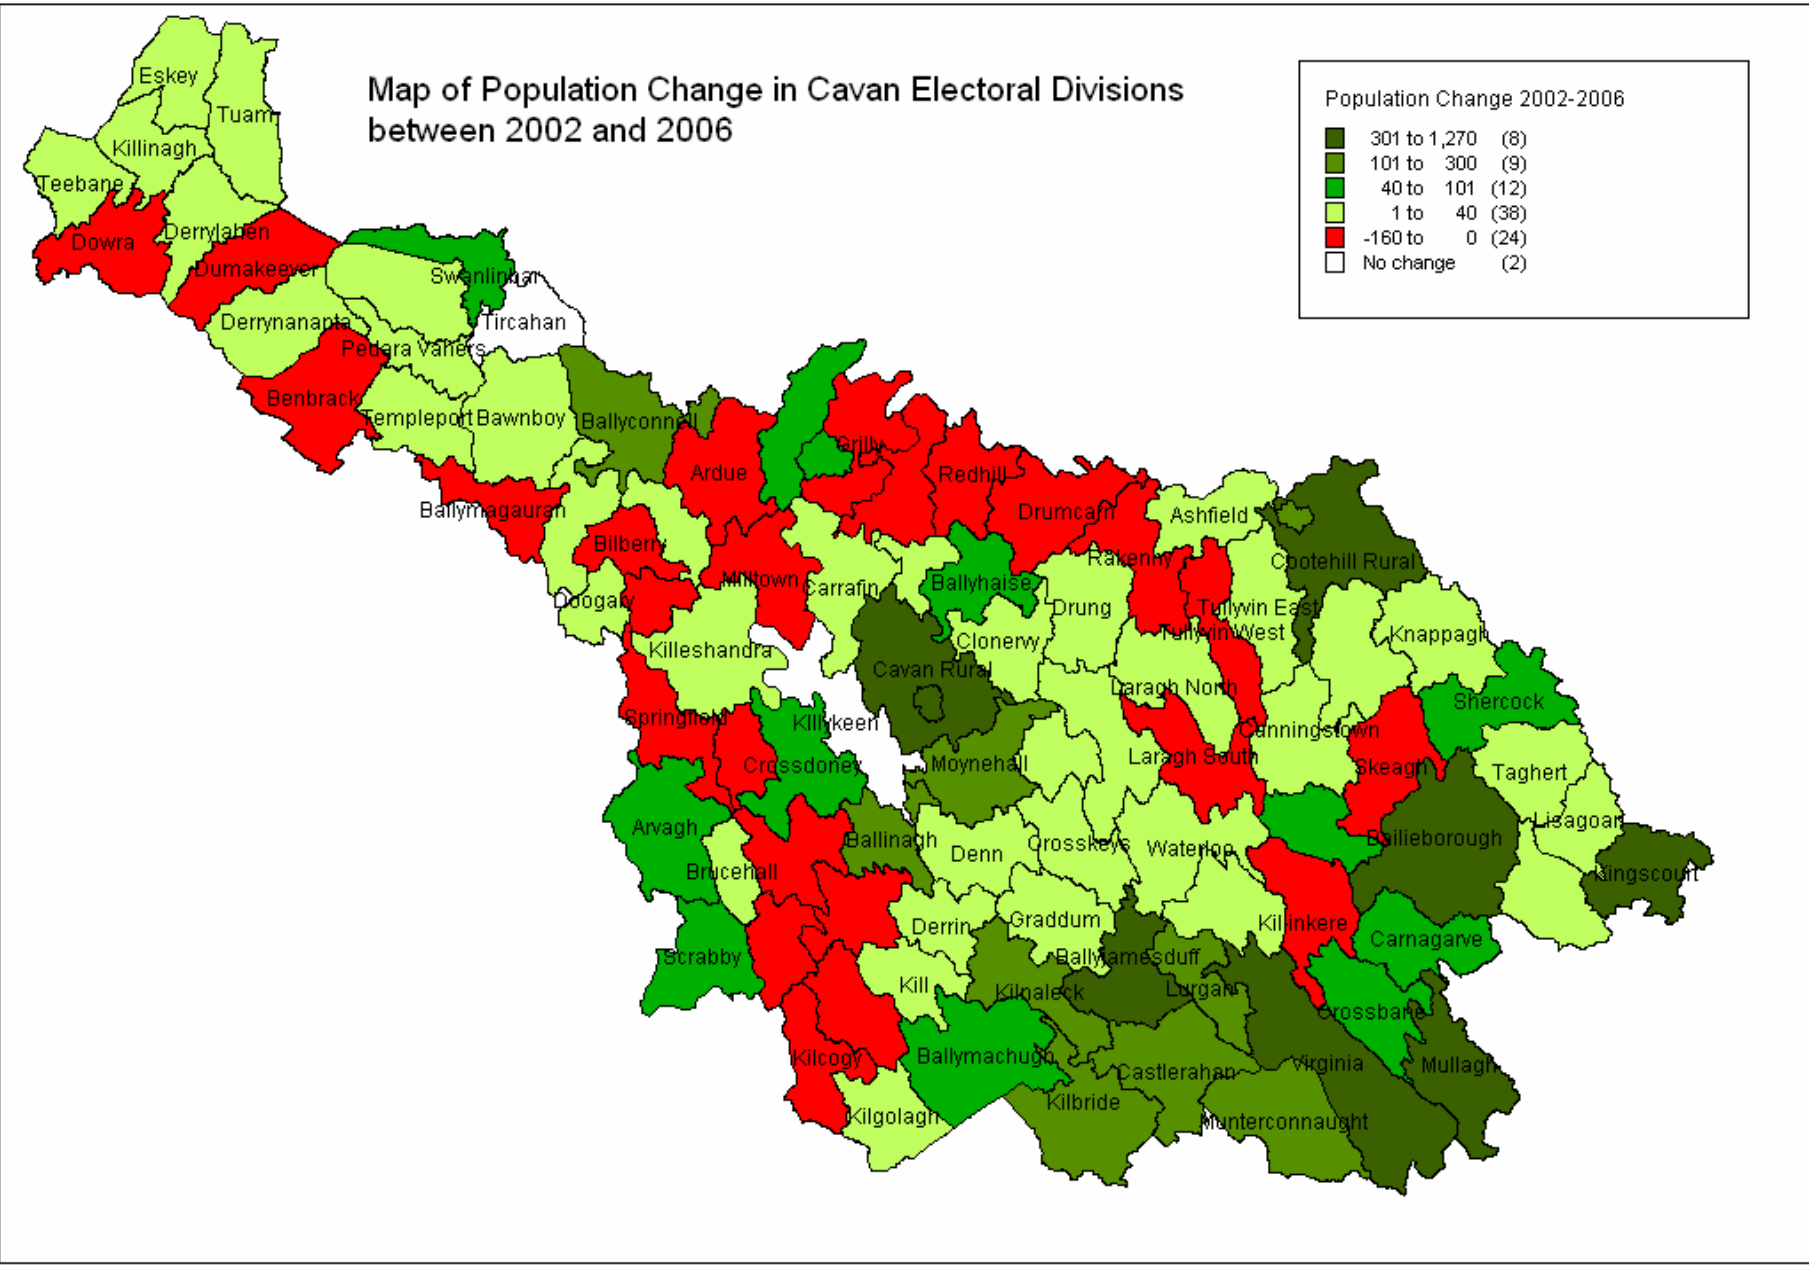 Map of Population Change in Cavan Electoral Divisions
between 2002 and 2006
Population Change 2002-2006
301 to 1,270 (8)
101 to 300 (9)
40 to 101 (12)
1 to 40 (38)
-160 to 0 (24)
No change (2)
Eskey
Tuam
Killinagh
Teebane
Derrylahen
Dowra
Dumakeever
Swanlinbar
Derrynananta
Tircahan
Pedara Vahers
Benbrack
Templeport
Bawnboy
Ballyconnell
Grilly
Ardue
Redhill
Ballymagauran
Drumcarn
Ashfield
Bilberry
Rakenny
Cootehill Rural
Milltown
Carrafin
Ballyhaise
Doogary
Drung
Tullyvin East
Tullyvin West
Knappagh
Clonervy
Killeshandra
Cavan Rural
Laragh North
Shercock
Springfield
Killykeen
Cunningstown
Laragh South
Crossdoney
Moynehall
Skeagh
Taghert
Arvagh
Lisagoan
Ballinagh
Denn
Crosskeys
Waterloo
Bailieborough
Brucehall
Kingscourt
Derrin
Graddum
Killinkere
Carnagarve
Scrabby
Ballyjamesduff
Kill
Kilnaleck
Lurgan
Crossbane
Kilcogy
Ballymachugh
Castlerahan
Virginia
Mullagh
Kilbride
Kilgolagh
Munterconnaught